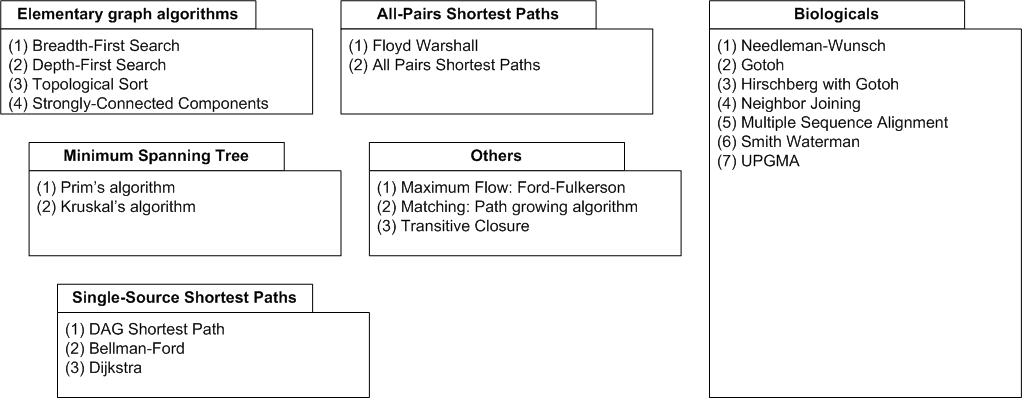 Elementary graph algorithms
(1) Breadth-First Search
(2) Depth-First Search
(3) Topological Sort
(4) Strongly-Connected Components
All-Pairs Shortest Paths
(1) Floyd Warshall
(2) All Pairs Shortest Paths
Biologicals
(1) Needleman-Wunsch
(2) Gotoh
(3) Hirschberg with Gotoh
(4) Neighbor Joining
(5) Multiple Sequence Alignment
(6) Smith Waterman
(7) UPGMA
Minimum Spanning Tree
(1) Prim's algorithm
(2) Kruskal's algorithm
Others
(1) Maximum Flow: Ford-Fulkerson
(2) Matching: Path growing algorithm
(3) Transitive Closure
Single-Source Shortest Paths
(1) DAG Shortest Path
(2) Bellman-Ford
(3) Dijkstra